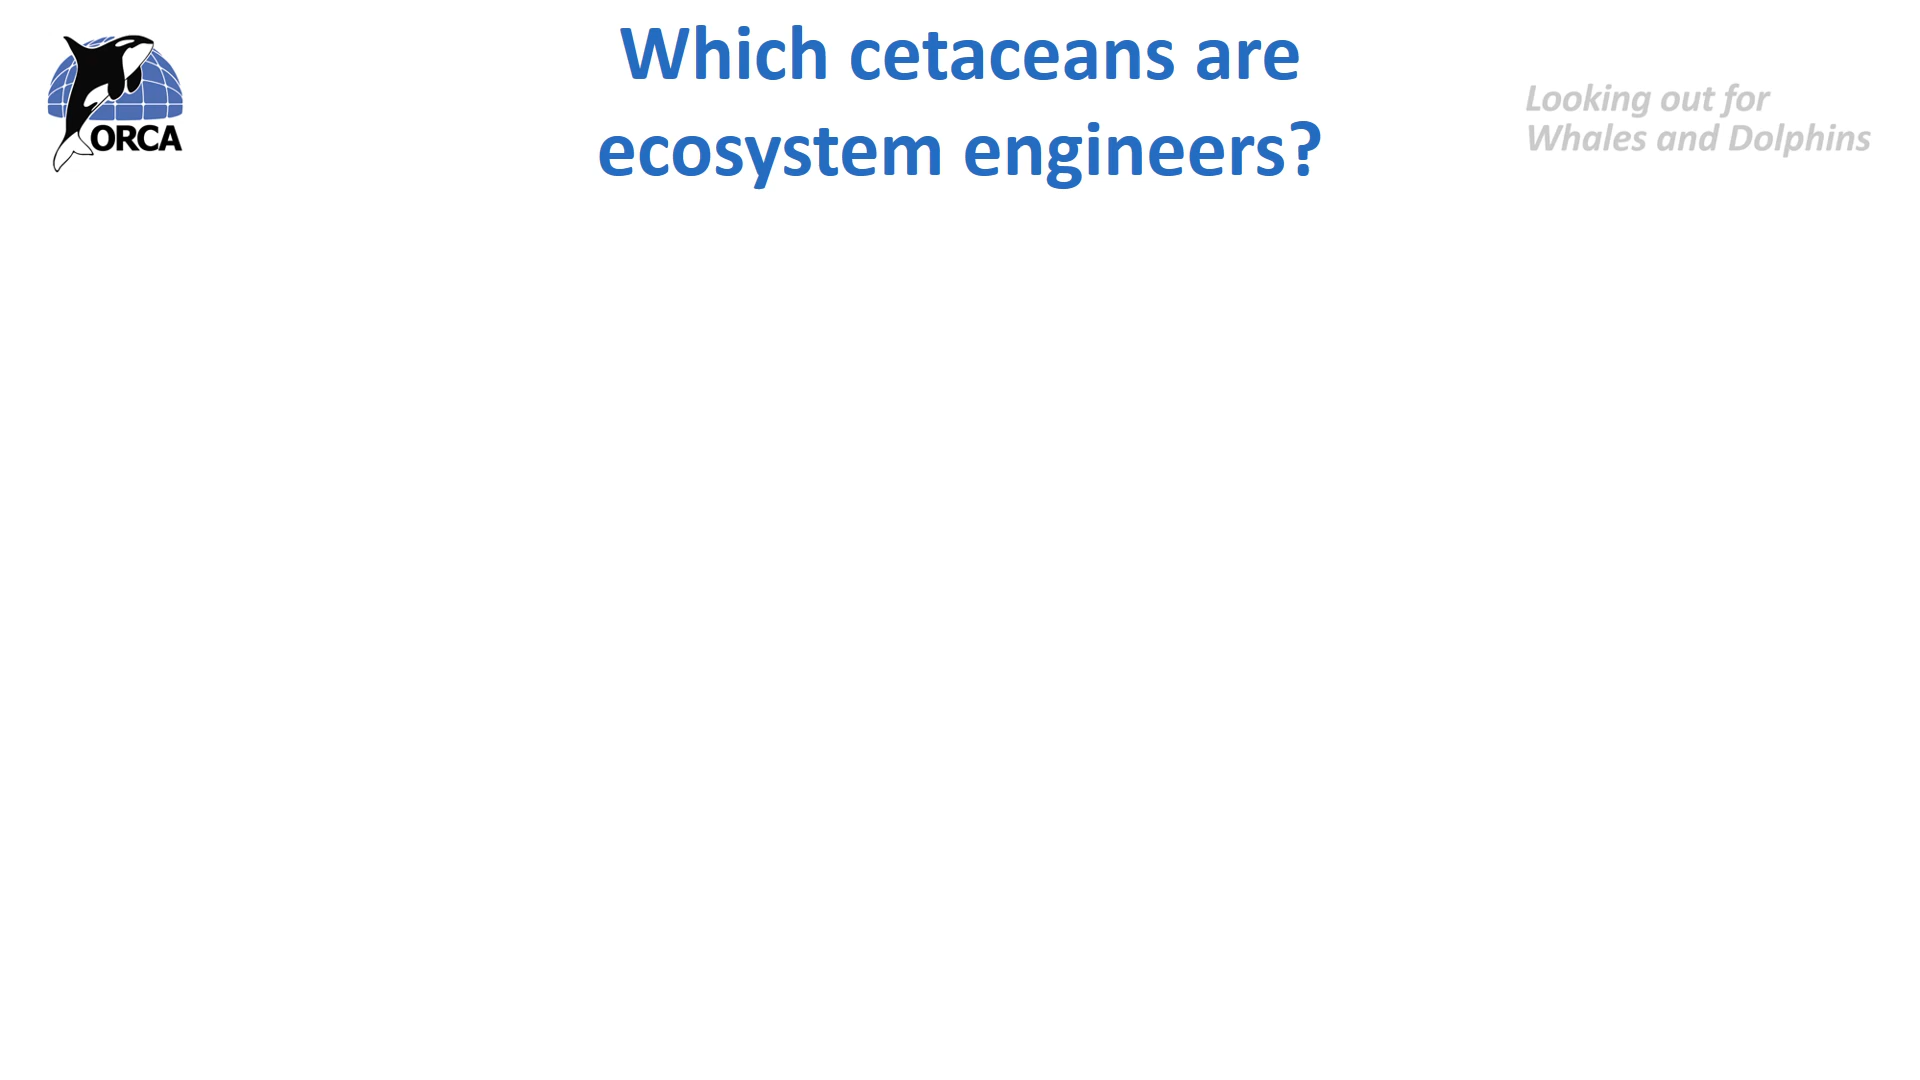 Which cetaceans are
ecosystem engineers?
ORCA
Looking out for
Whales and Dolphins